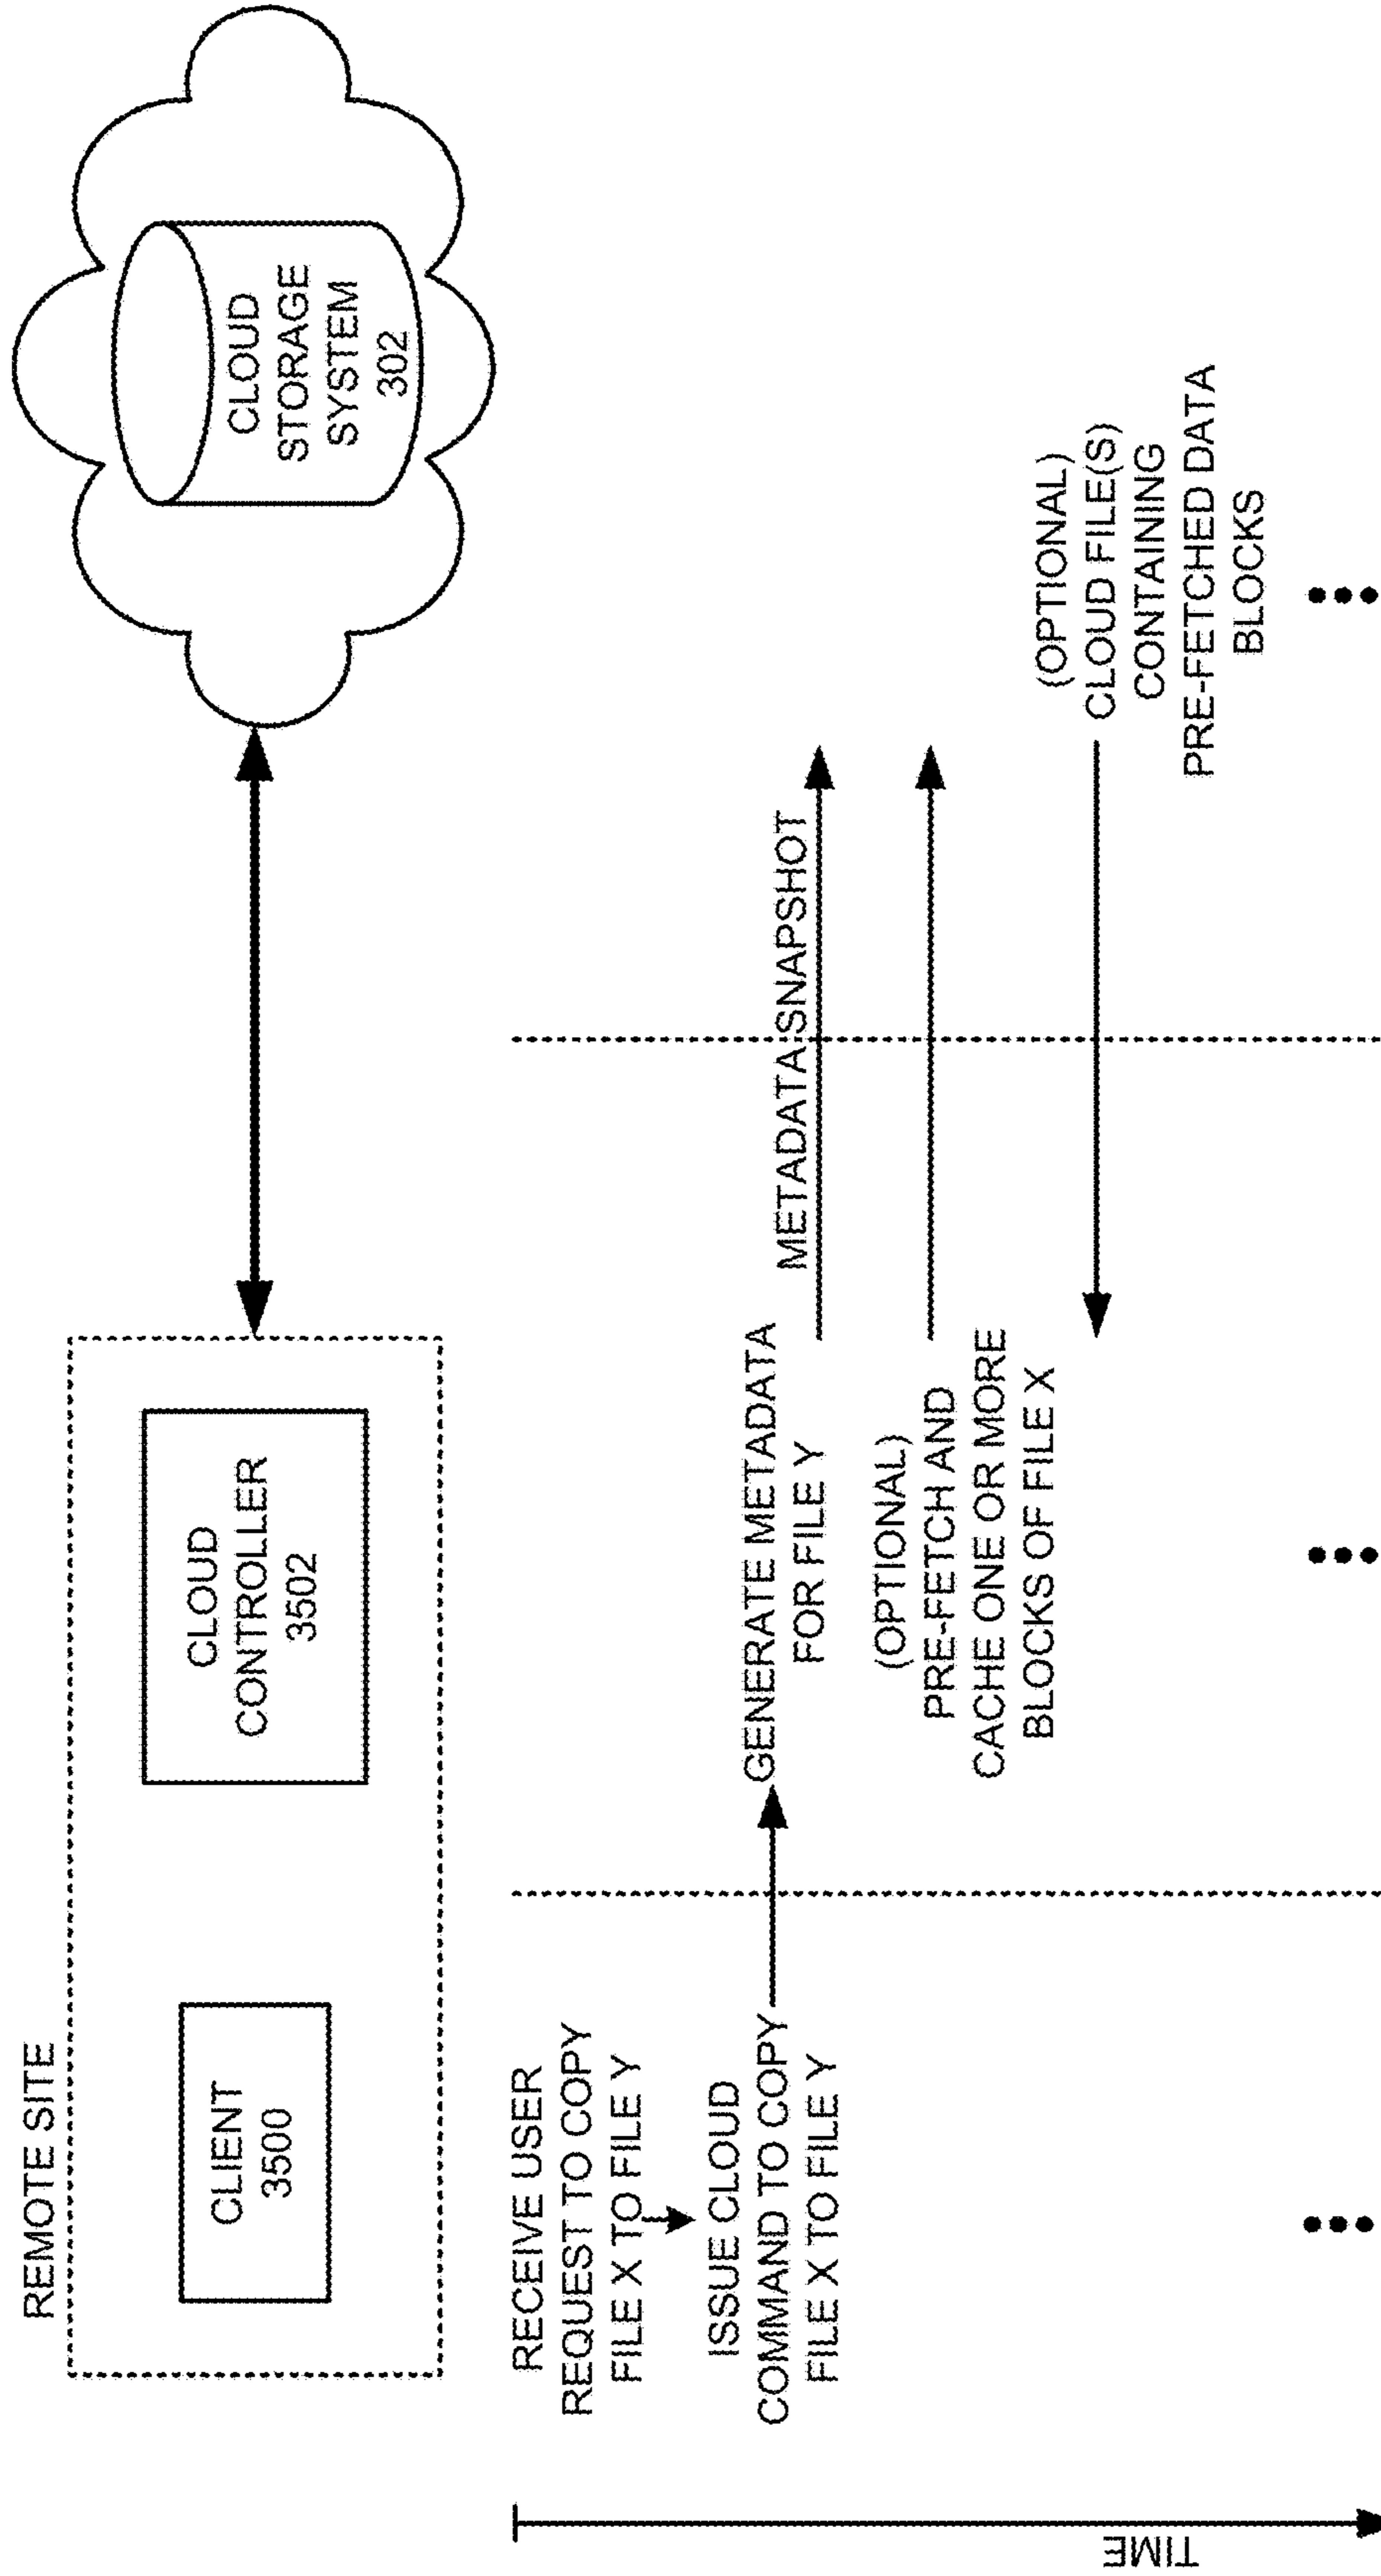 REMOTE SITE
CLIENT
3500
CLOUD
CONTROLLER
3502
CLOUD
STORAGE
SYSTEM
302
RECEIVE USER
REQUEST TO COPY
FILE X TO FILE Y
ISSUE CLOUD
COMMAND TO COPY
FILE X TO FILE Y
GENERATE METADATA
FOR FILE Y
METADATA SNAPSHOT
(OPTIONAL)
PRE-FETCH AND
CACHE ONE OR MORE
BLOCKS OF FILE X
(OPTIONAL)
CLOUD FILE(S)
CONTAINING
PRE-FETCHED DATA
BLOCKS
TIME